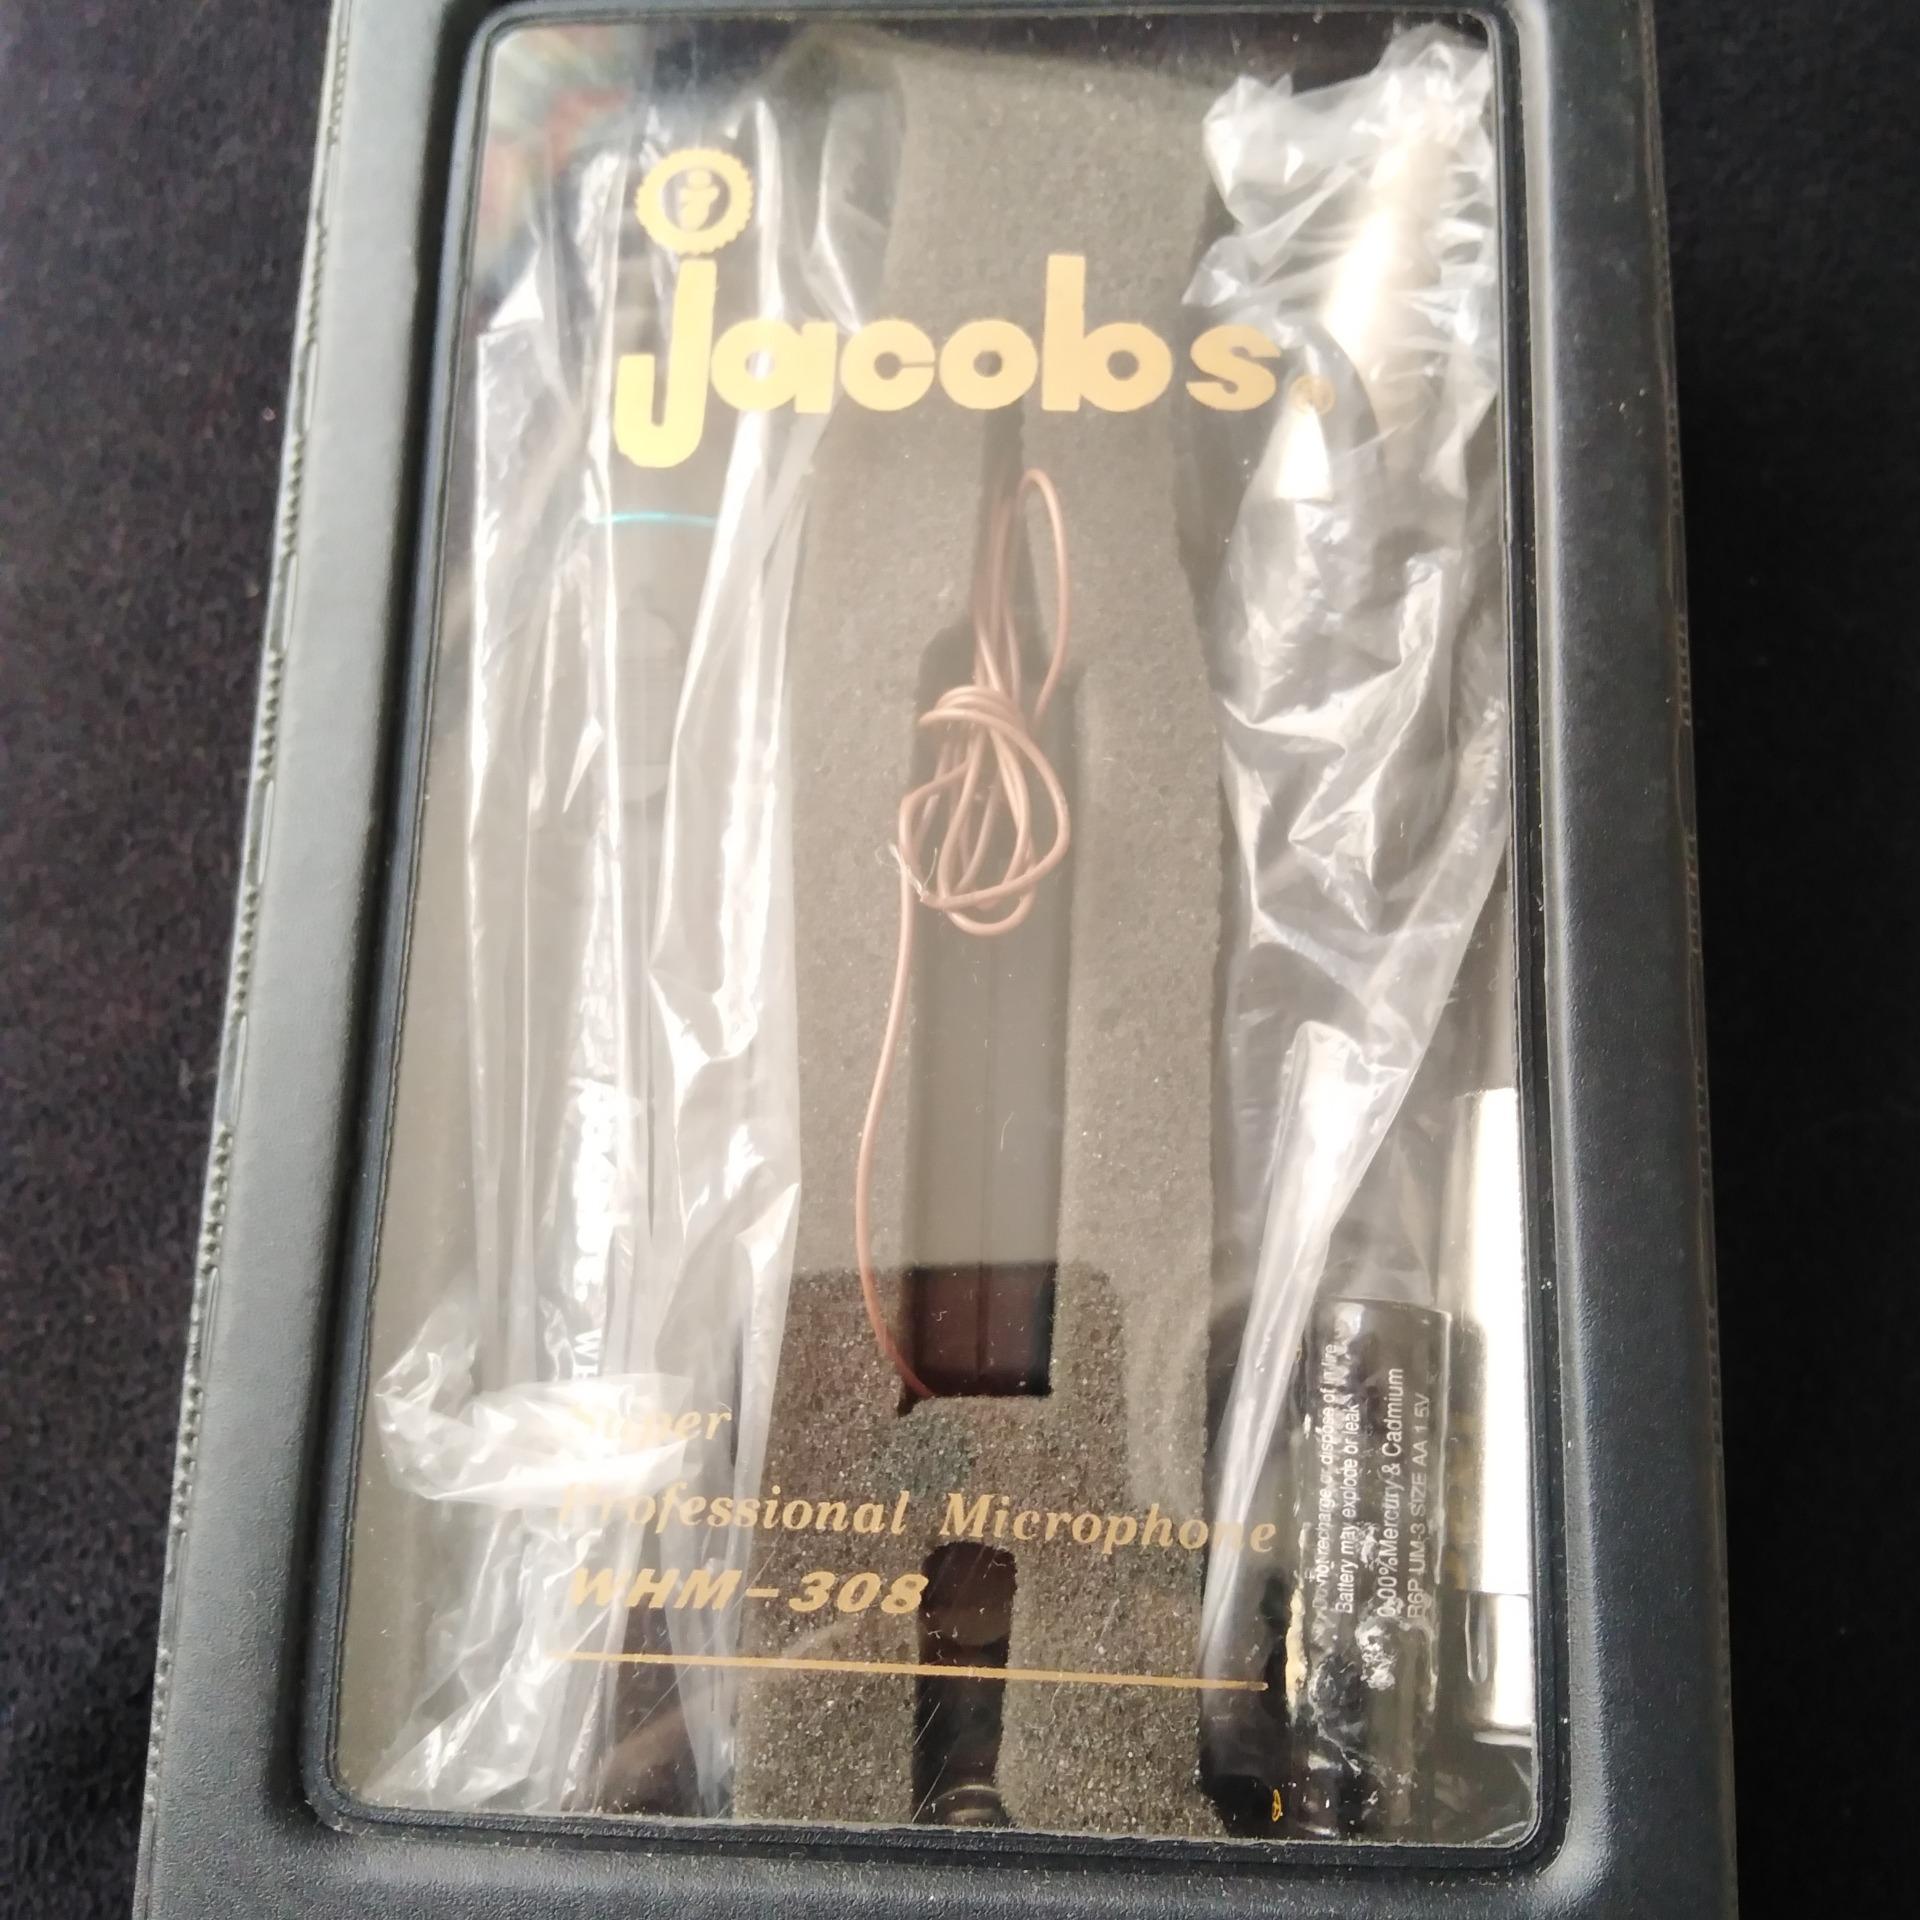 jacobs®
Super
Professional Microphone
WHM-308
Do not recharge or dispose of in fire
Battery may explode or leak
0.00%Mercury & Cadmium
R6P UM-3 SIZE AA 1.5V